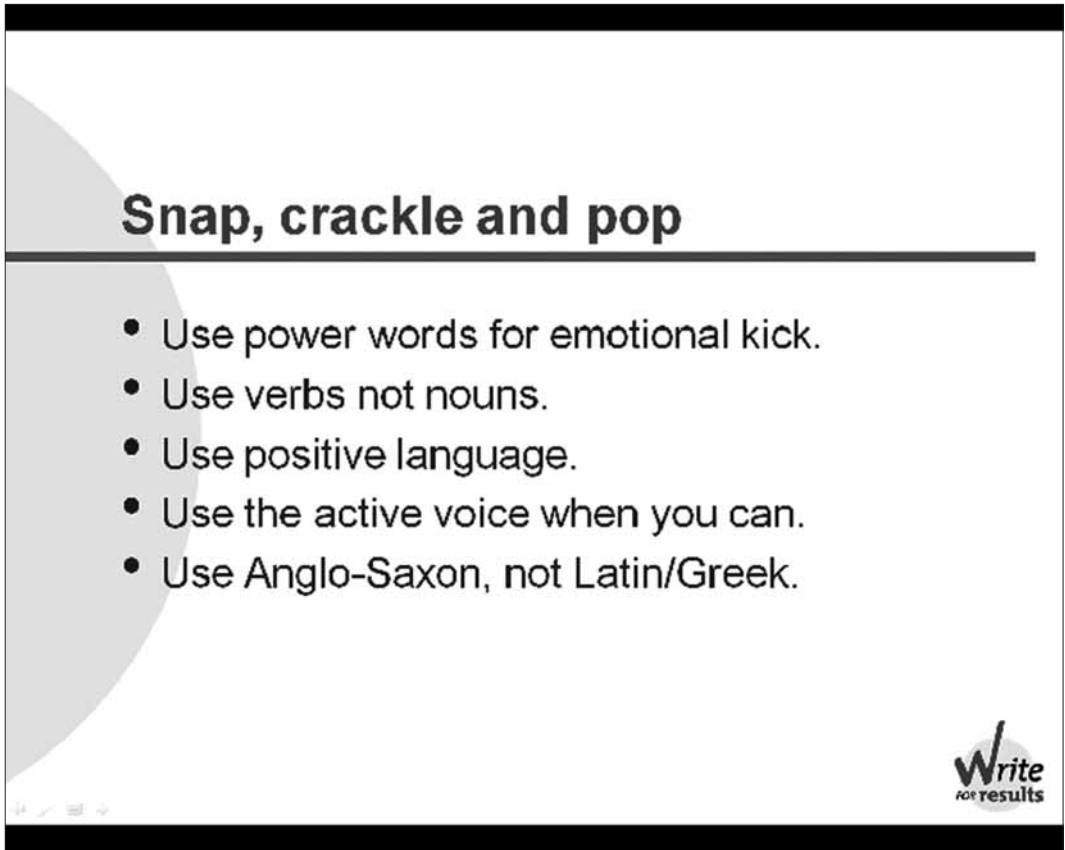 Snap, crackle and pop
• Use power words for emotional kick.
• Use verbs not nouns.
• Use positive language.
• Use the active voice when you can.
• Use Anglo-Saxon, not Latin/Greek.
Write
FOR results